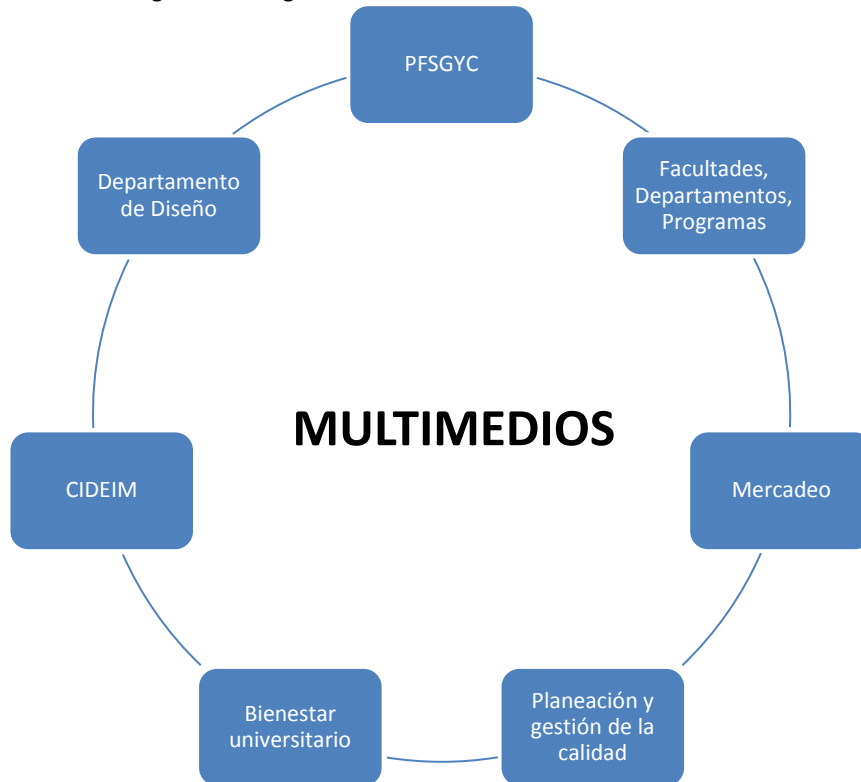 PFSGYC
Departamento
de Diseño
Facultades,
Departamentos,
Programas
MULTIMEDIOS
CIDEIM
Mercadeo
Bienestar
universitario
Planeación y
gestión de la
calidad